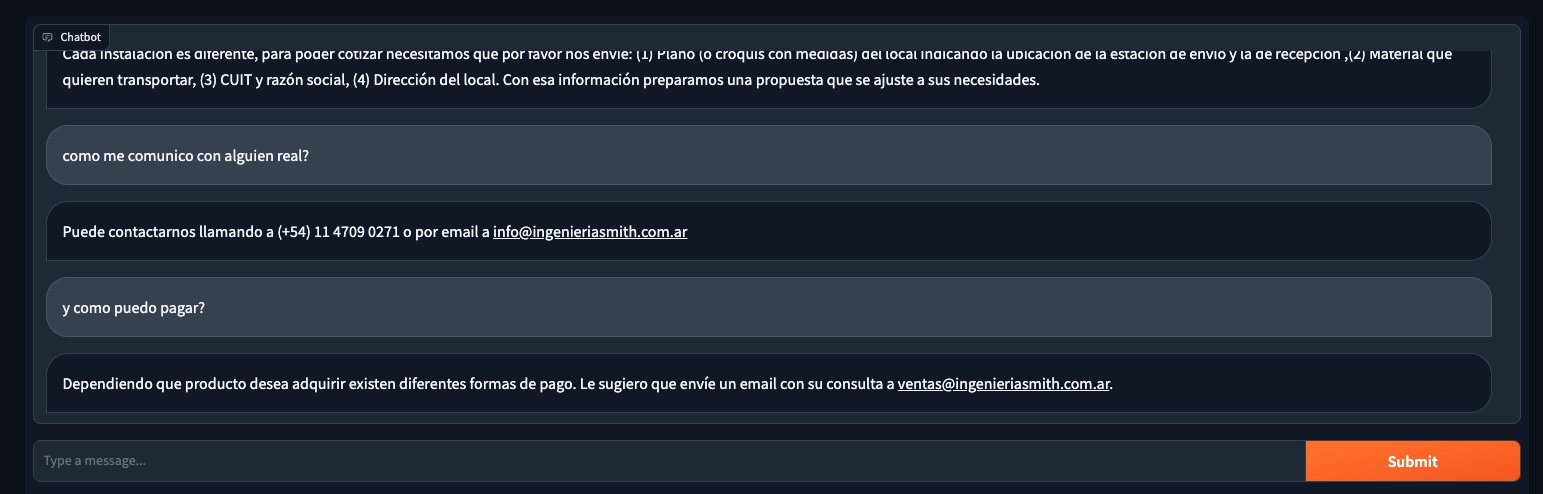 Chatbot
Cada instalación es diferente, para poder cotizar necesitamos que por favor nos envíe: (1) Plano (o croquis con medidas) del local indicando la ubicación de la estación de envío y la de recepción ,(2) Material que
quieren transportar, (3) CUIT y razón social, (4) Dirección del local. Con esa información preparamos una propuesta que se ajuste a sus necesidades.
como me comunico con alguien real?
Puede contactarnos llamando a (+54) 11 4709 0271 o por email a info@ingenieriasmith.com.ar
y como puedo pagar?
Dependiendo que producto desea adquirir existen diferentes formas de pago. Le sugiero que envíe un email con su consulta a ventas@ingenieriasmith.com.ar.
Type a message...
Submit